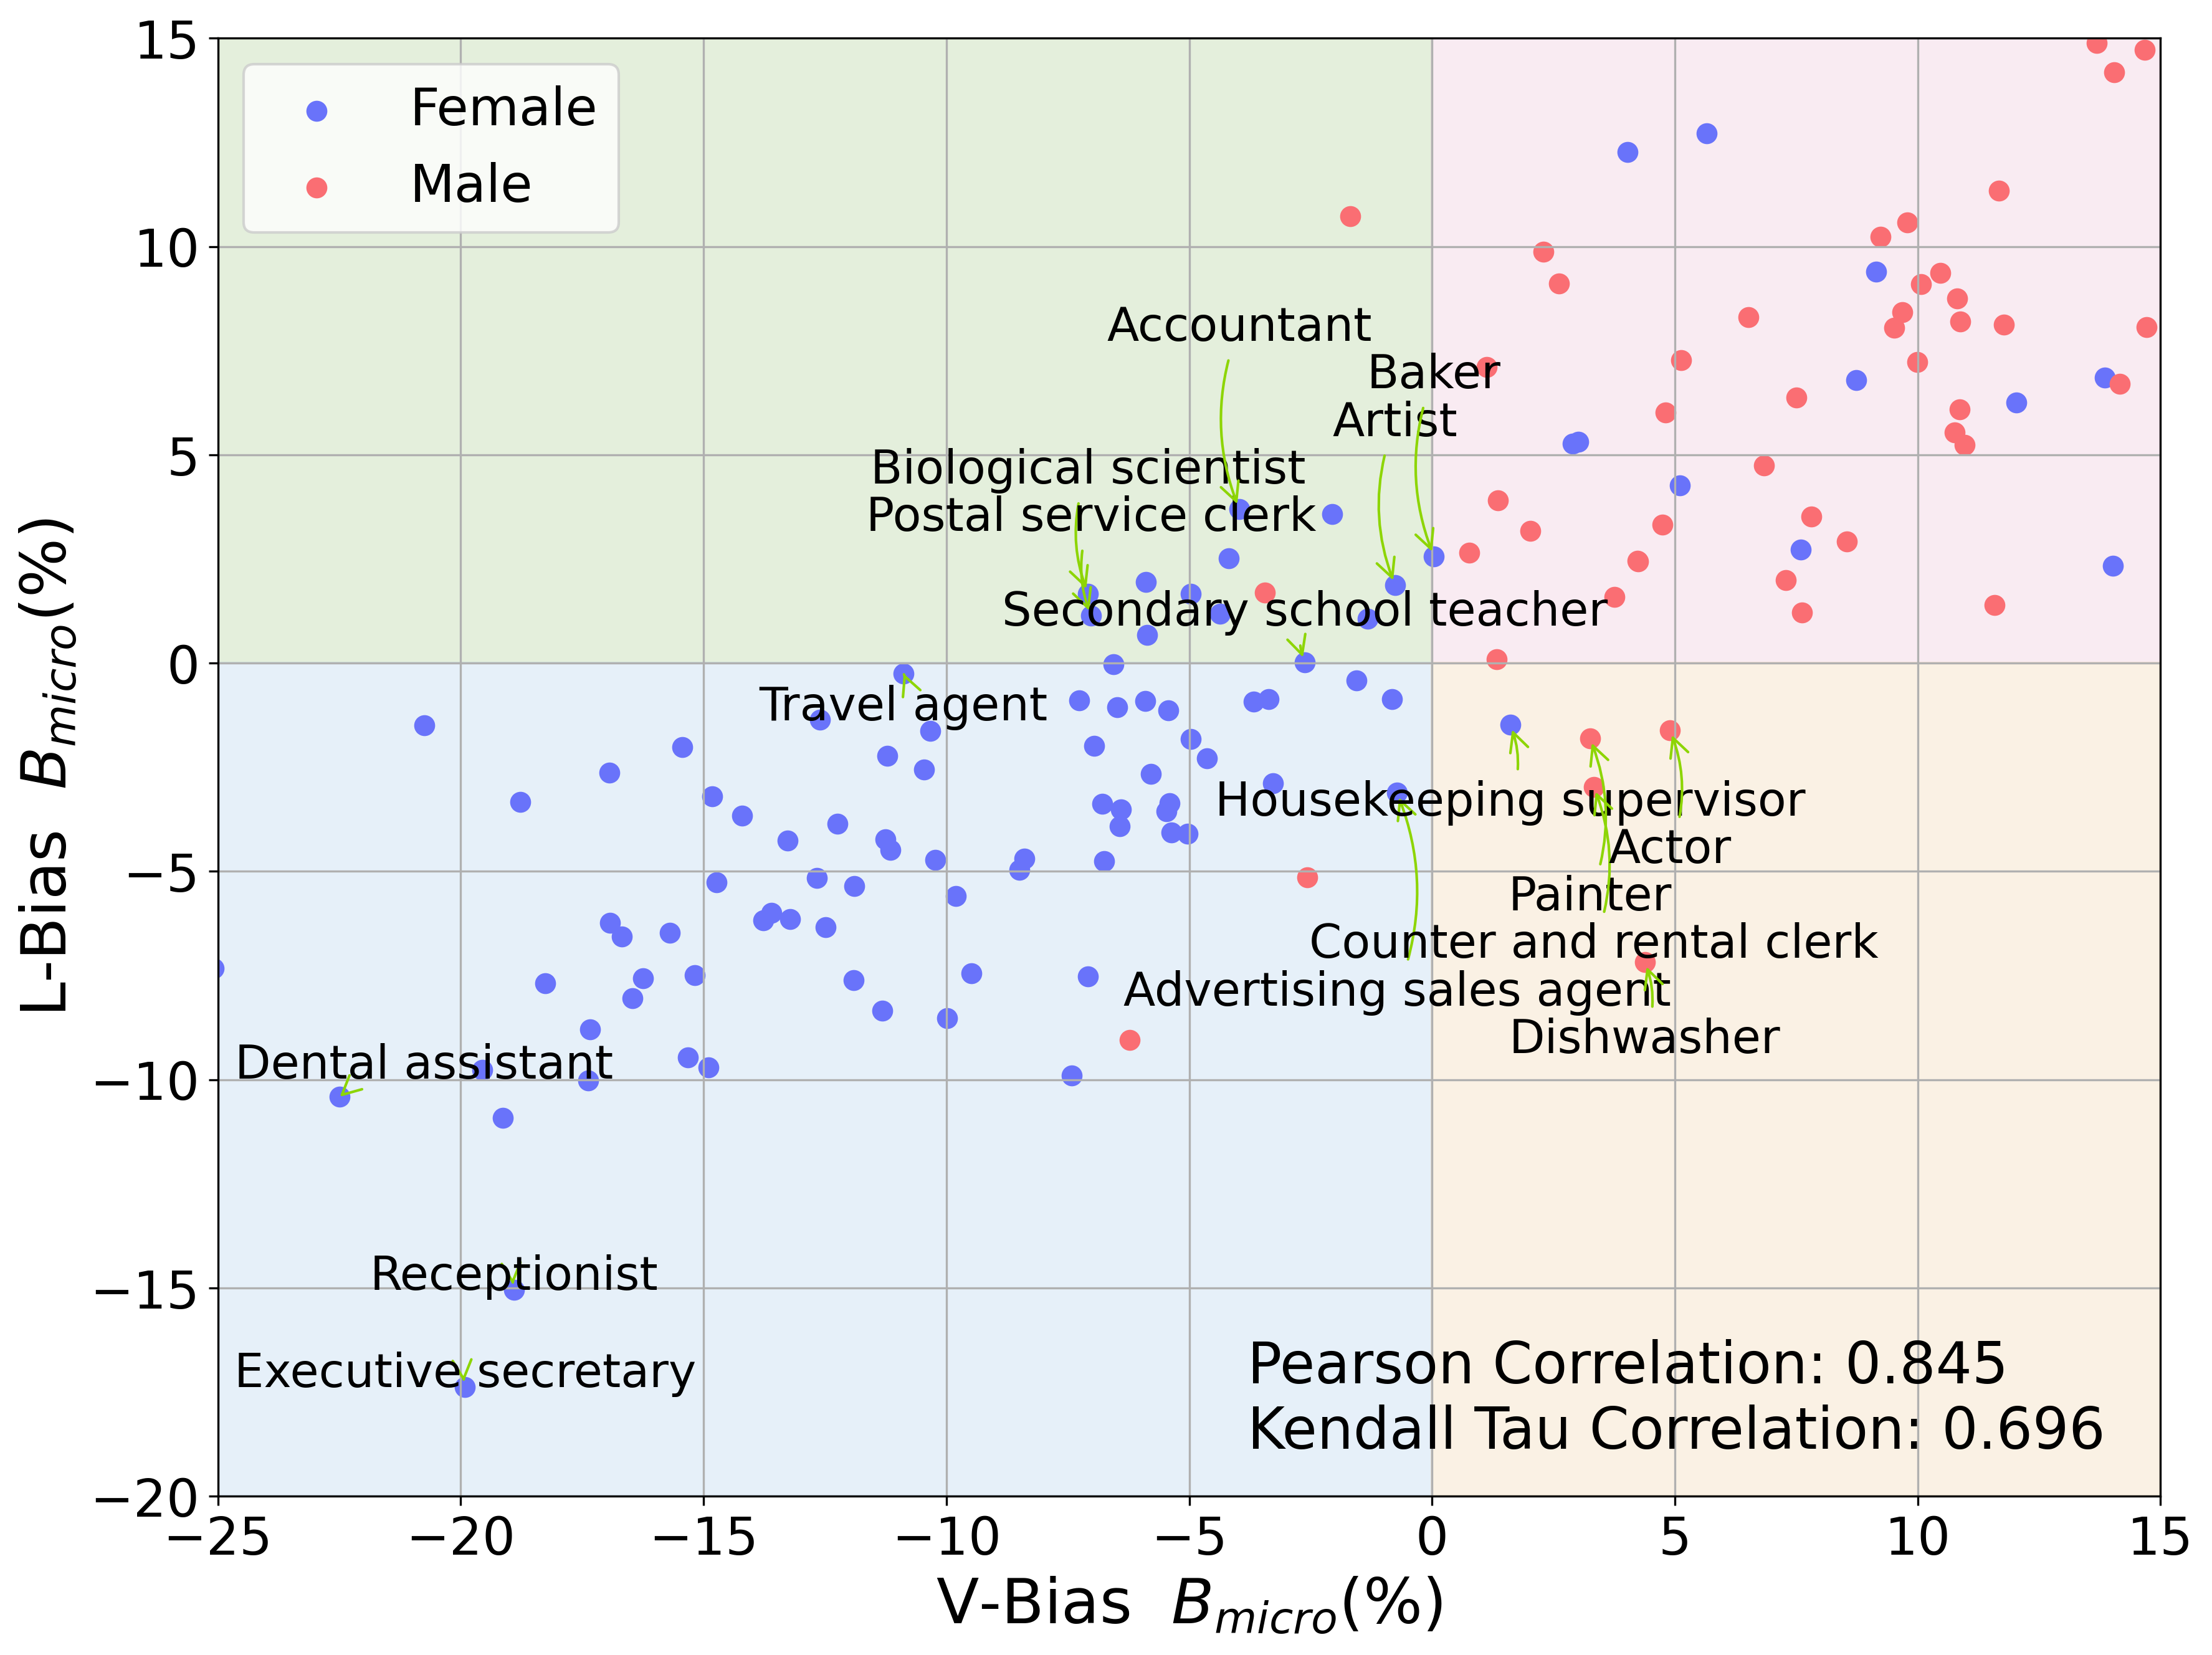 15
10
5
0
−5
−10
−15
−20
L-Bias B_micro(%)
Female
Male
Accountant
Baker
Artist
Biological scientist
Postal service clerk
Secondary school teacher
Travel agent
Housekeeping supervisor
Actor
Painter
Counter and rental clerk
Advertising sales agent
Dishwasher
Dental assistant
Receptionist
Executive secretary
Pearson Correlation: 0.845
Kendall Tau Correlation: 0.696
−25 −20 −15 −10 −5 0 5 10 15
V-Bias B_micro(%)